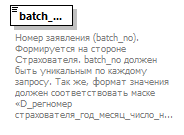 batch_...
Номер заявления (batch_no).
Формируется на стороне
Страхователя. batch_no должен
быть уникальным по каждому
запросу. Так же, формат значения
должен соответствовать маске
«D_регномер
страхователя_год_месяц_число_н...